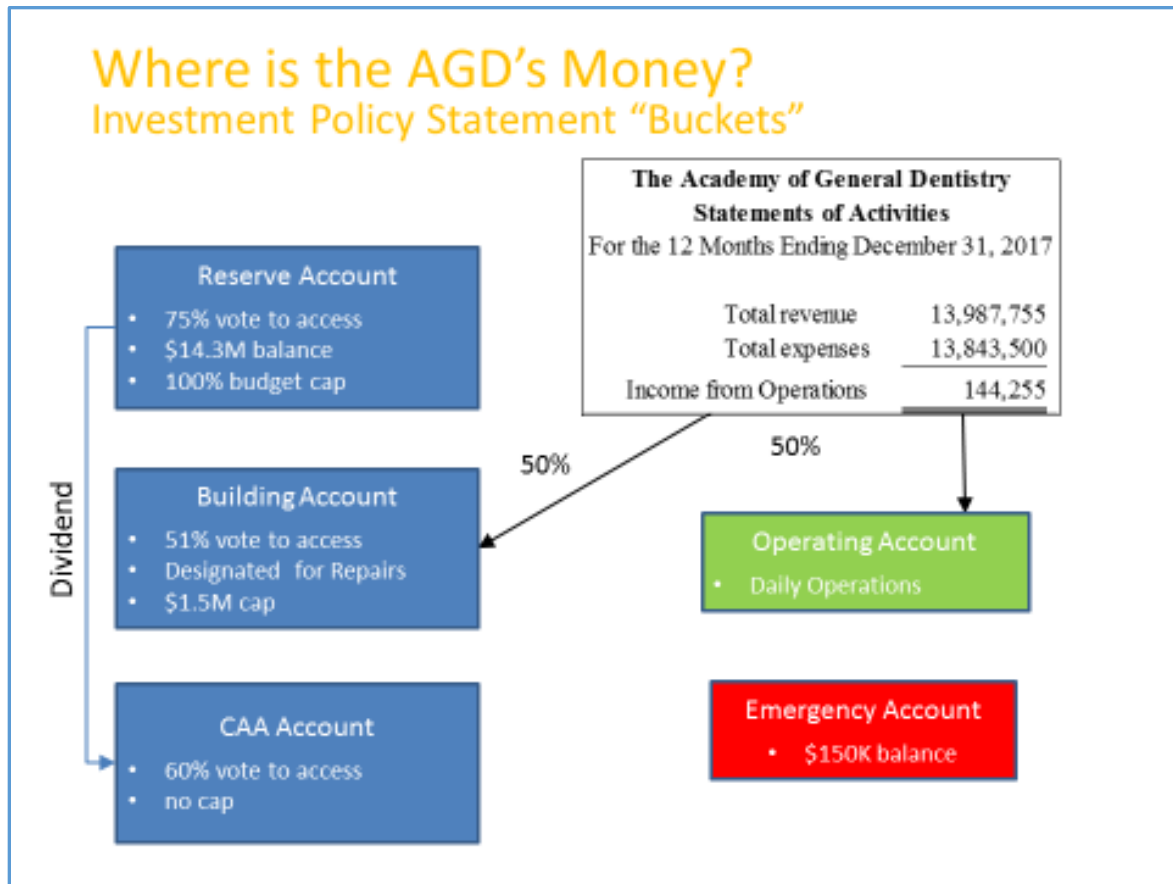 Where is the AGD's Money?
Investment Policy Statement “Buckets”
The Academy of General Dentistry
Statements of Activities
For the 12 Months Ending December 31, 2017
Total revenue 13,987,755
Total expenses 13,843,500
Income from Operations 144,255
Reserve Account
• 75% vote to access
• $14.3M balance
• 100% budget cap
50%
50%
Dividend
Building Account
• 51% vote to access
• Designated for Repairs
• $1.5M cap
Operating Account
• Daily Operations
CAA Account
• 60% vote to access
• no cap
Emergency Account
• $150K balance